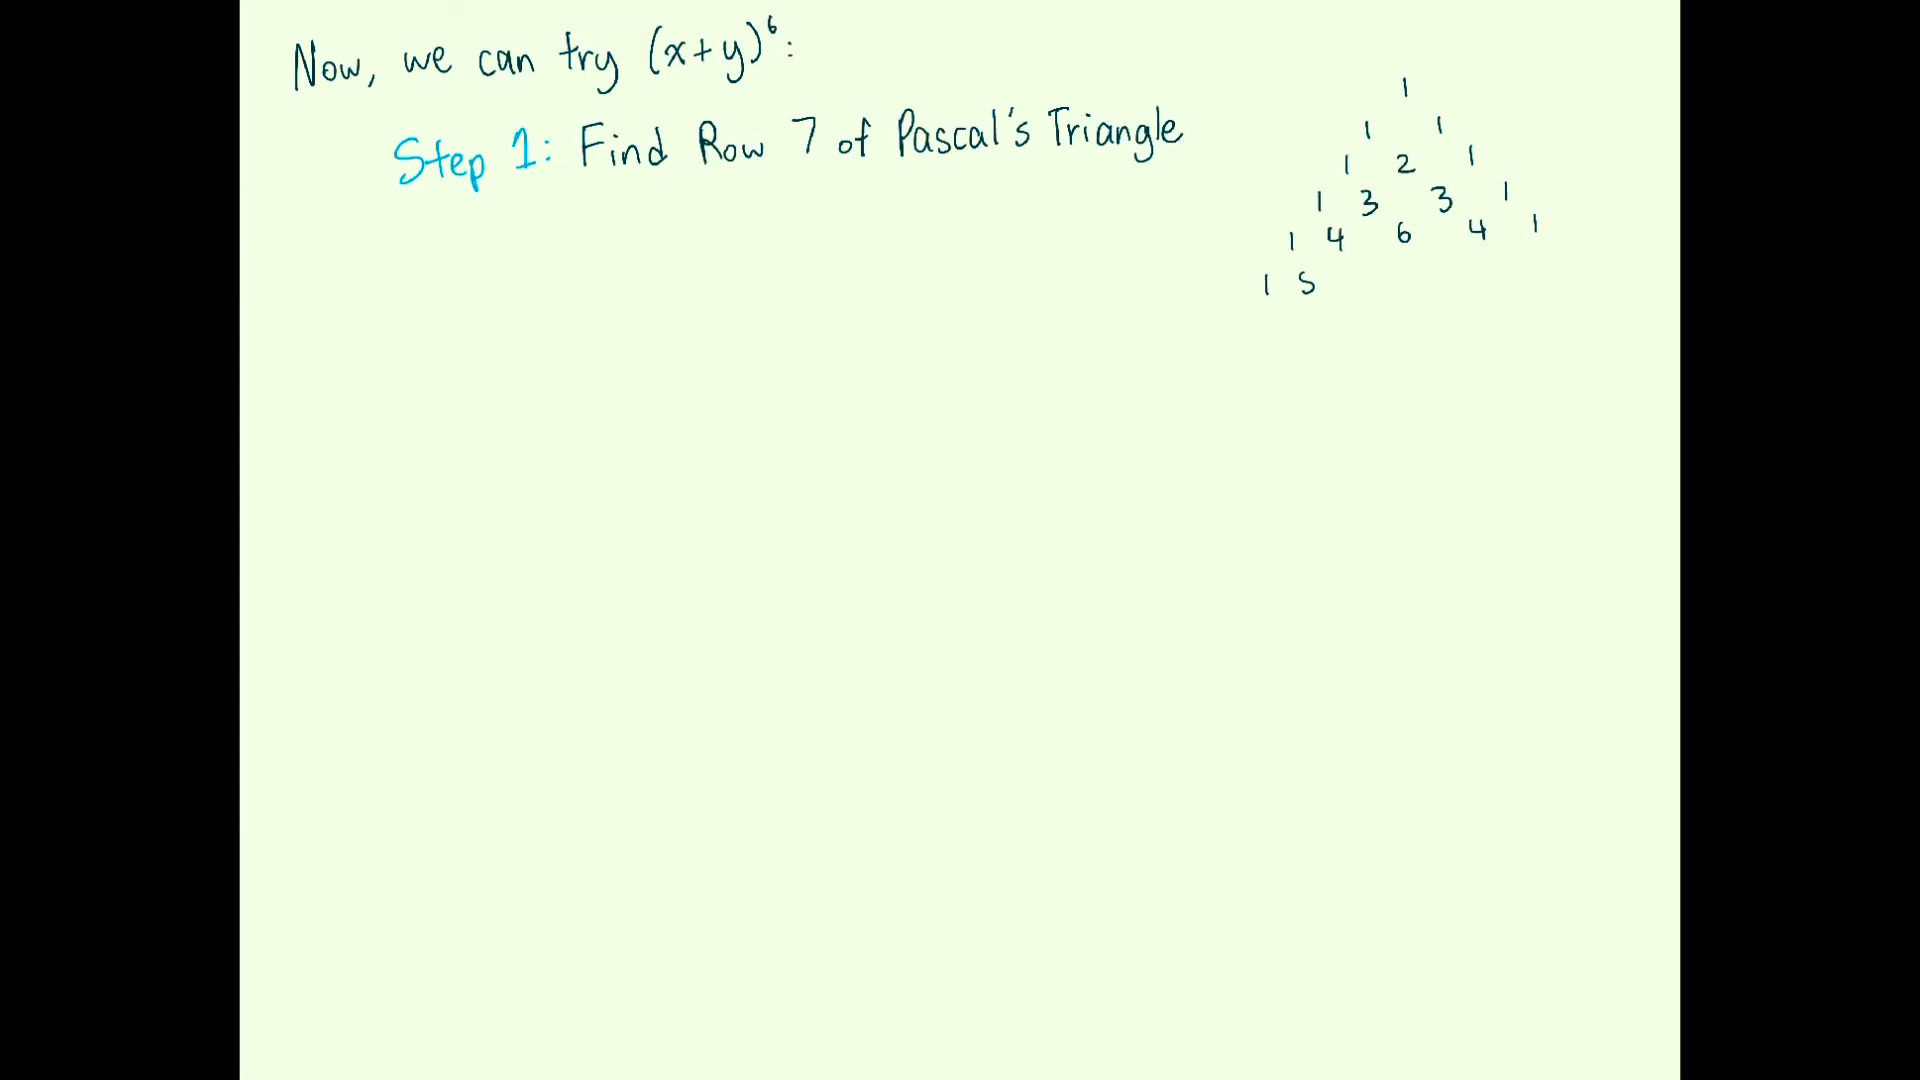 Now, we can try (x+y)⁶:
Step 1: Find Row 7 of Pascal's Triangle
1
1 1
1 2 1
1 3 3 1
1 4 6 4 1
1 5